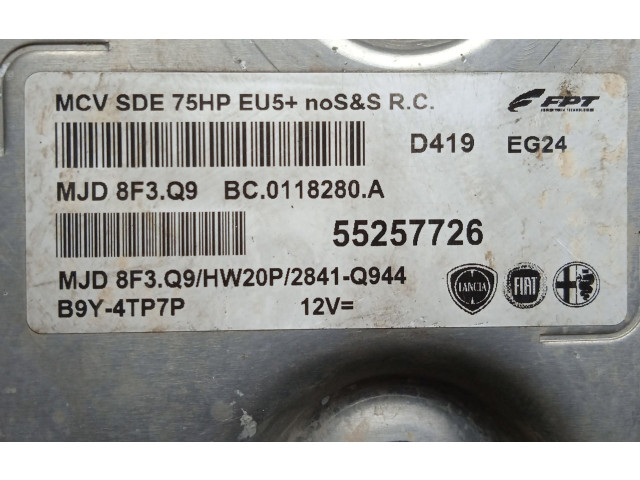 MCV SDE 75HP EU5+ noS&S R.C.
FPT
D419 EG24
MJD 8F3.Q9 BC.0118280.A
55257726
MJD 8F3.Q9/HW20P/2841-Q944
LANCIA FIAT
B9Y-4TP7P 12V=